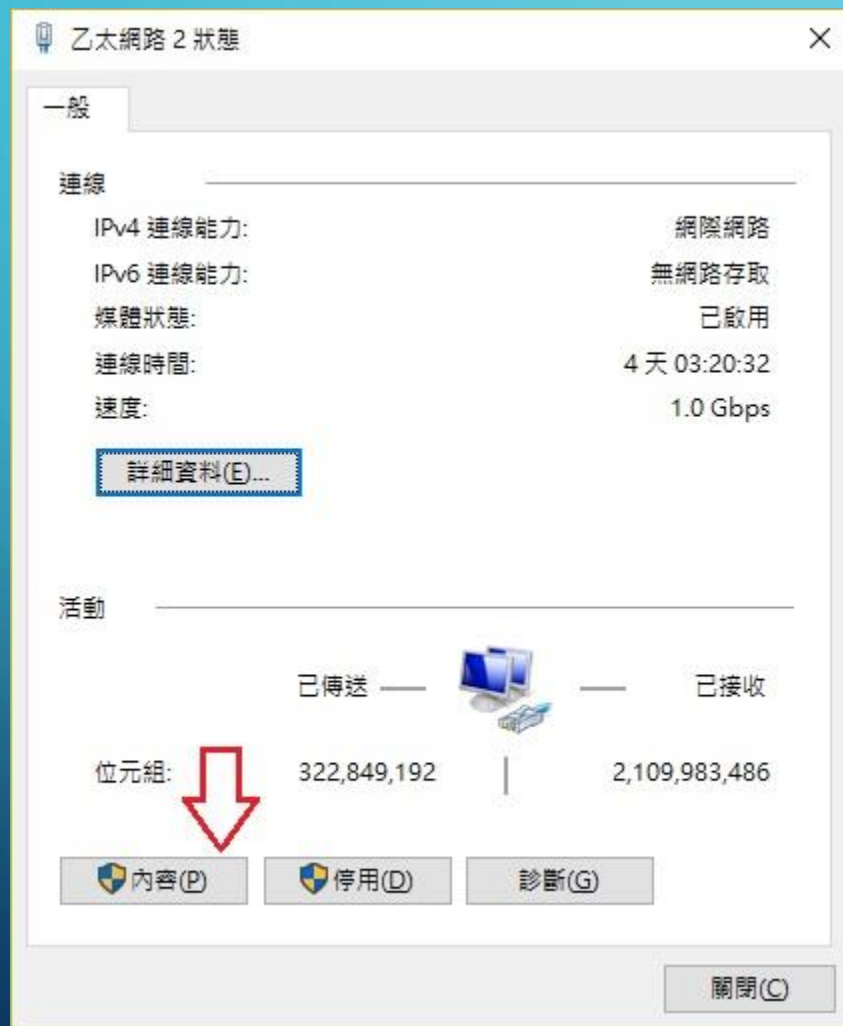 乙太網路 2 狀態
一般
連線
IPv4 連線能力: 網際網路
IPv6 連線能力: 無網路存取
媒體狀態: 已啟用
連線時間: 4 天 03:20:32
速度: 1.0 Gbps
詳細資料(E)...
活動
已傳送 已接收
位元組: 322,849,192 2,109,983,486
內容(P) 停用(D) 診斷(G)
關閉(C)